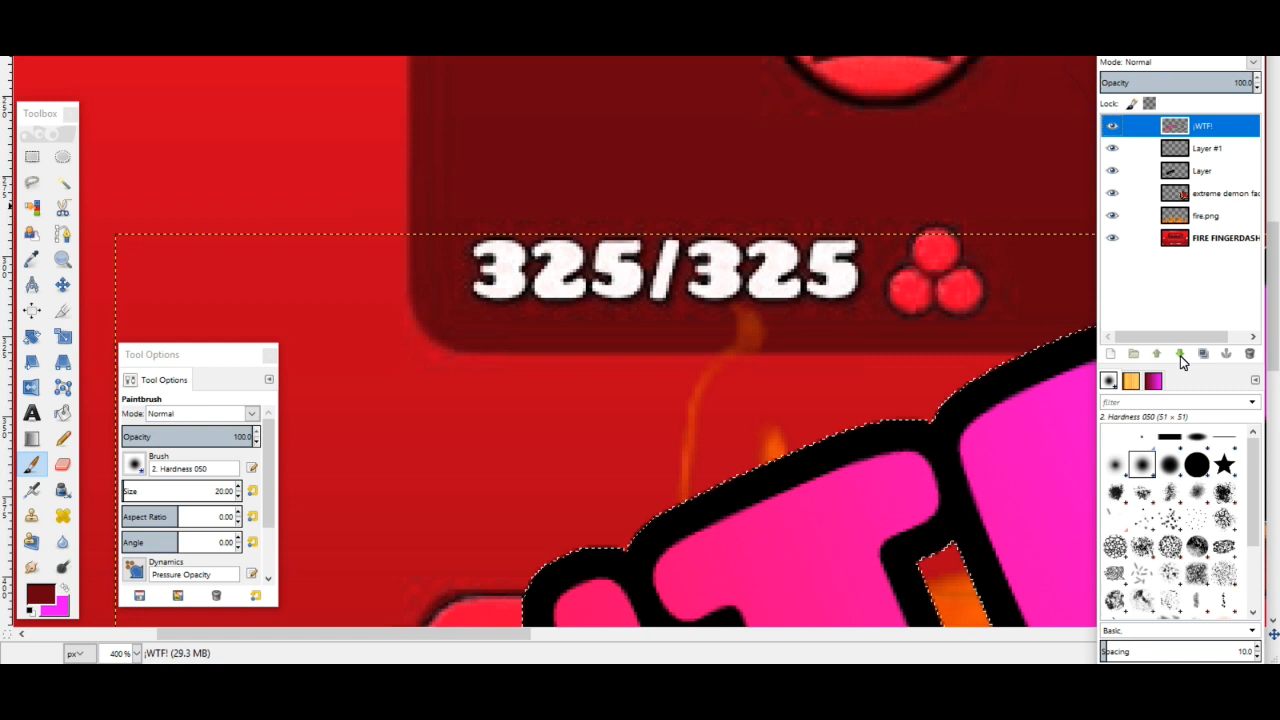 Mode: Normal
Opacity 100.0
Lock:
Toolbox
¡WTF!
Layer #1
Layer
extreme demon fac
fire.png
FIRE FINGERDASH
325/325
Tool Options
Tool Options
Paintbrush
Mode: Normal
Opacity 100.0
Brush
2. Hardness 050
Size 20.00
Aspect Ratio 0.00
Angle 0.00
Dynamics
Pressure Opacity
filter
2. Hardness 050 (51 × 51)
Basic,
Spacing 10.0
px 400 % ¡WTF! (29.3 MB)